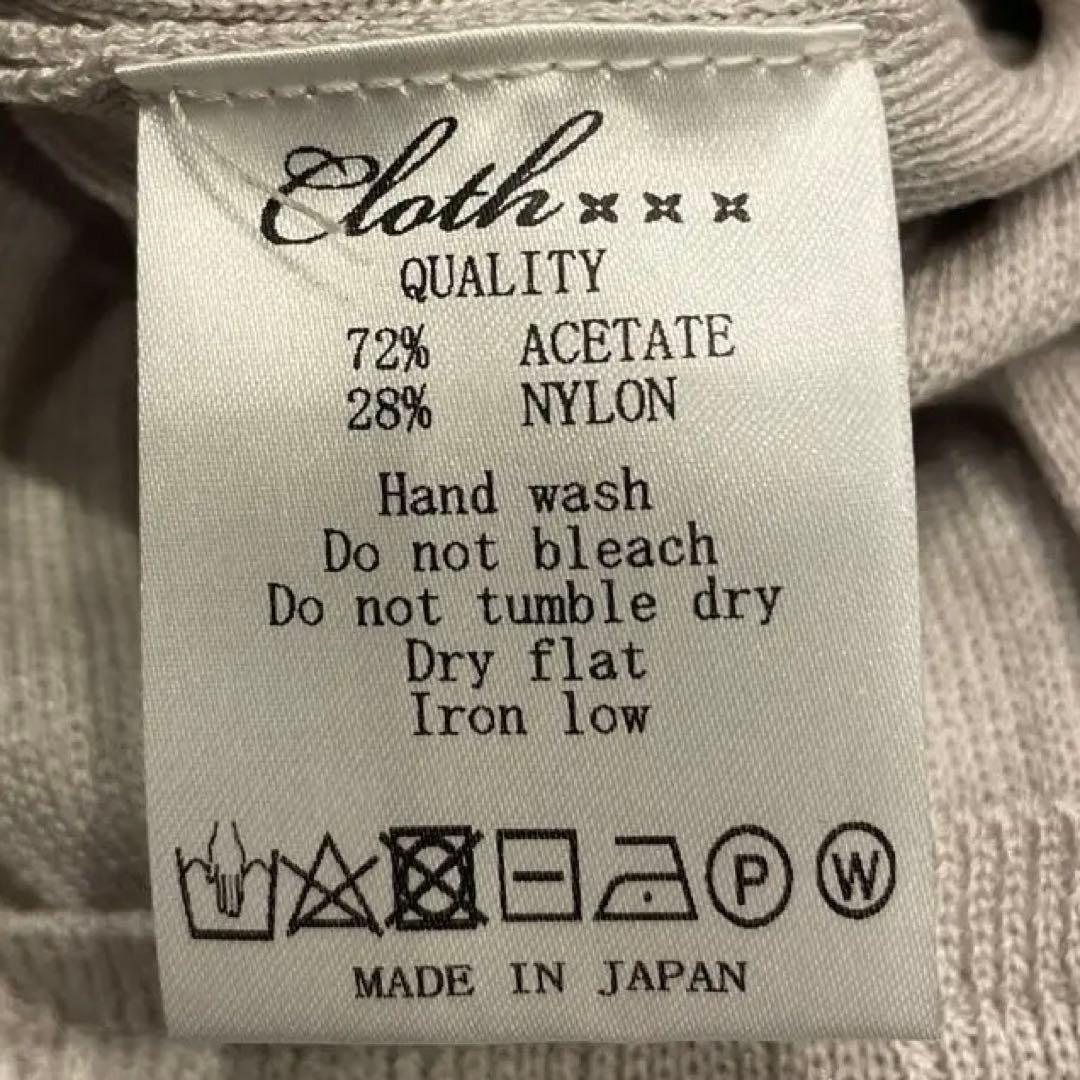 Cloth×××
QUALITY
72% ACETATE
28% NYLON
Hand wash
Do not bleach
Do not tumble dry
Dry flat
Iron low
P W
MADE IN JAPAN